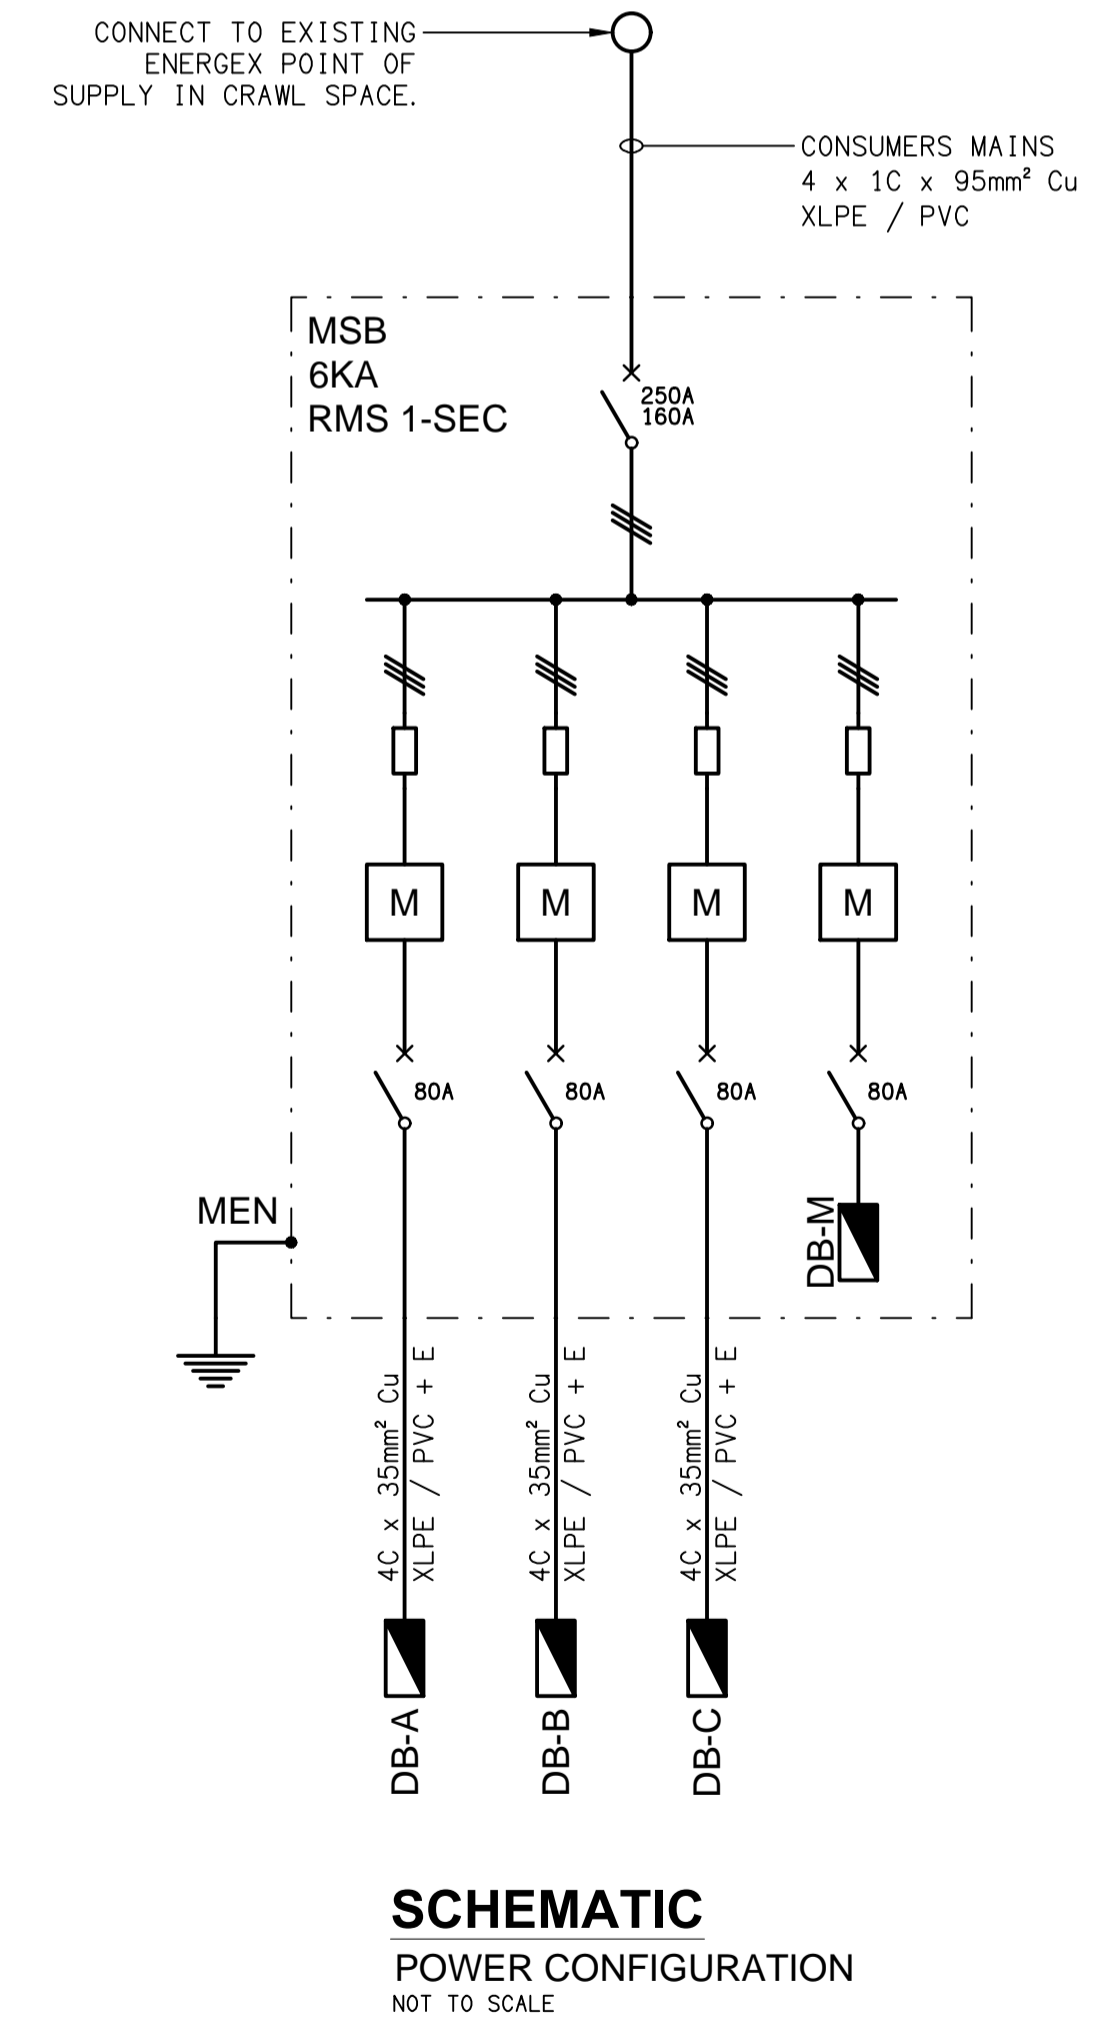 CONNECT TO EXISTING
ENERGEX POINT OF
SUPPLY IN CRAWL SPACE.
CONSUMERS MAINS
4 x 1C x 95mm² Cu
XLPE / PVC
MSB
6KA
RMS 1-SEC
250A
160A
M
M
M
M
80A
80A
80A
80A
MEN
DB-M
4C x 35mm² Cu
XLPE / PVC + E
4C x 35mm² Cu
XLPE / PVC + E
4C x 35mm² Cu
XLPE / PVC + E
DB-A
DB-B
DB-C
SCHEMATIC
POWER CONFIGURATION
NOT TO SCALE